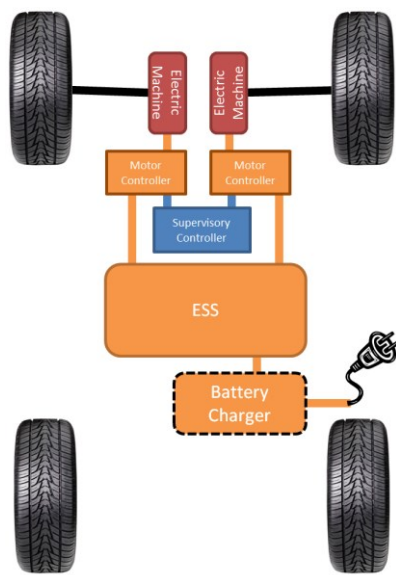 Electric
Machine
Electric
Machine
Motor
Controller
Motor
Controller
Supervisory
Controller
ESS
Battery
Charger